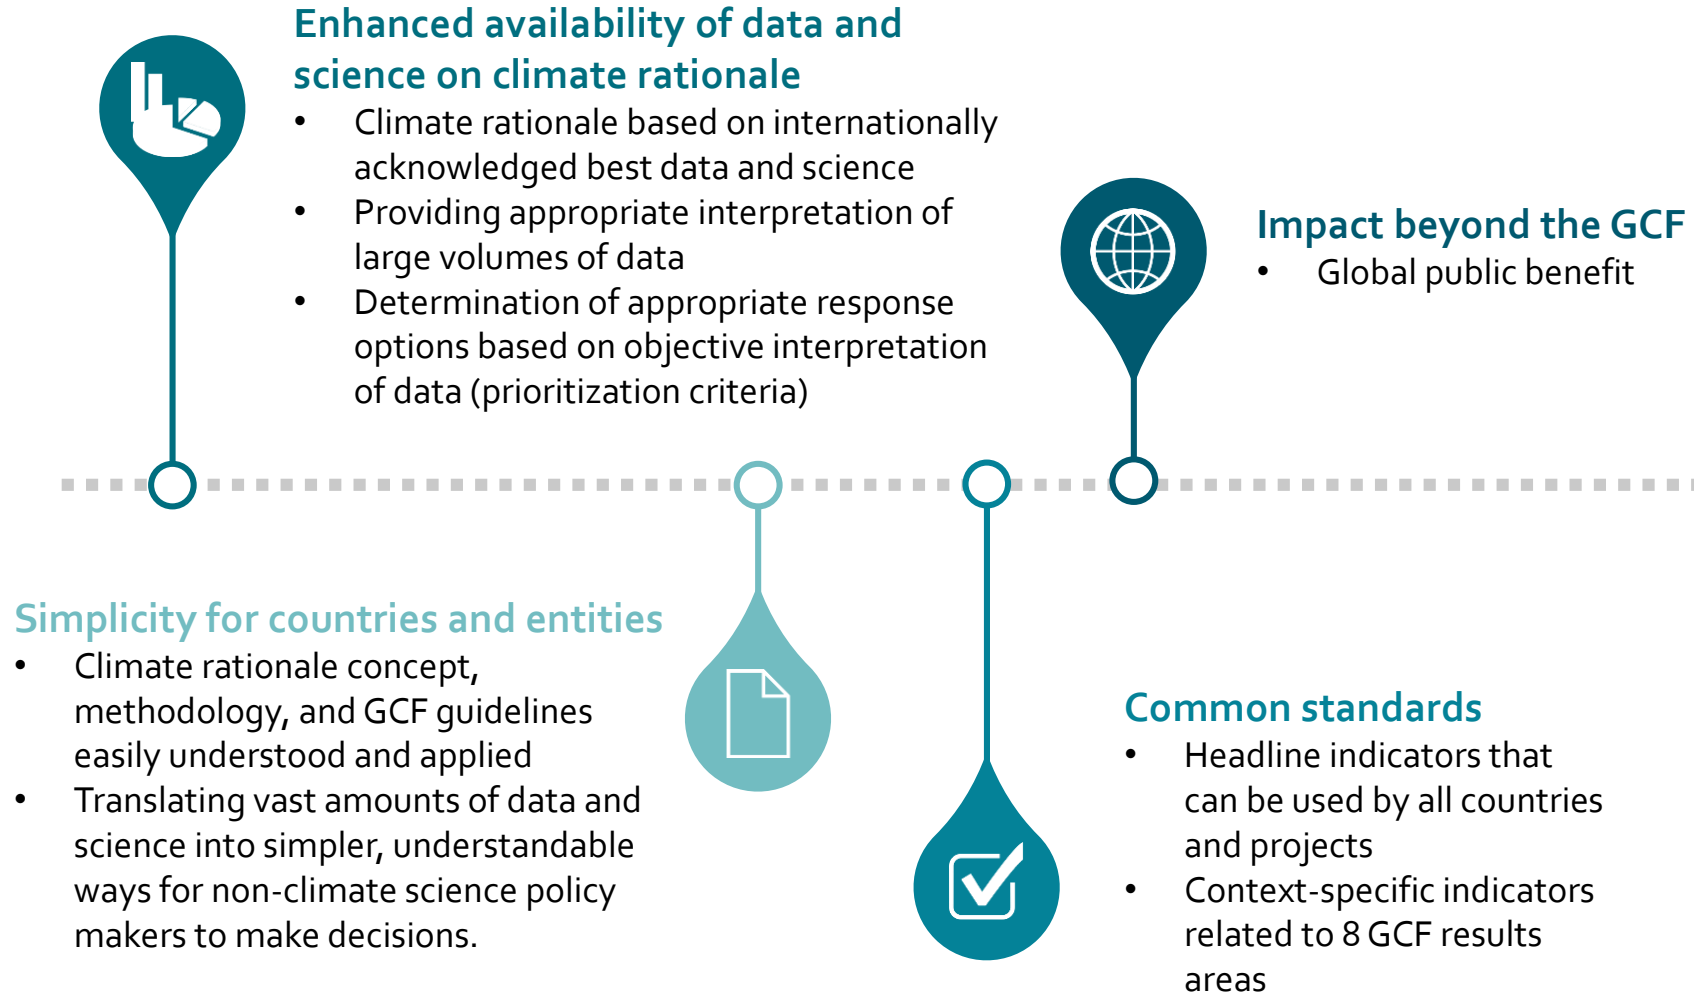 Enhanced availability of data and
science on climate rationale
• Climate rationale based on internationally
acknowledged best data and science
• Providing appropriate interpretation of
large volumes of data
• Determination of appropriate response
options based on objective interpretation
of data (prioritization criteria)
Impact beyond the GCF
• Global public benefit
Simplicity for countries and entities
• Climate rationale concept,
methodology, and GCF guidelines
easily understood and applied
• Translating vast amounts of data and
science into simpler, understandable
ways for non-climate science policy
makers to make decisions.
Common standards
• Headline indicators that
can be used by all countries
and projects
• Context-specific indicators
related to 8 GCF results
areas